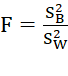 F = S²_B / S²_W